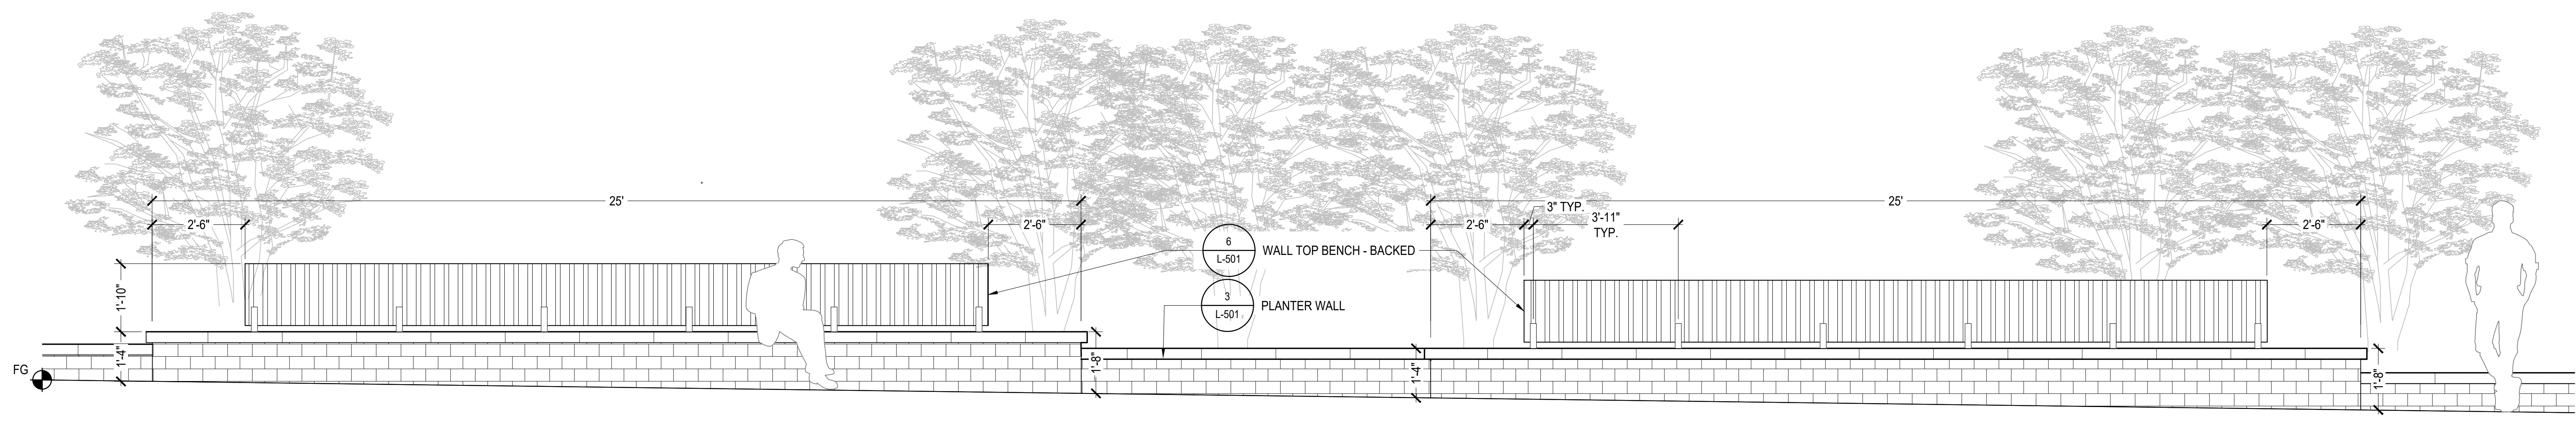 25'
25'
2'-6"
2'-6"
2'-6"
3" TYP.
3'-11"
TYP.
2'-6"
6
L-501
WALL TOP BENCH - BACKED
3
L-501
PLANTER WALL
1'-10"
1'-4"
1'-8"
1'-4"
1'-8"
FG